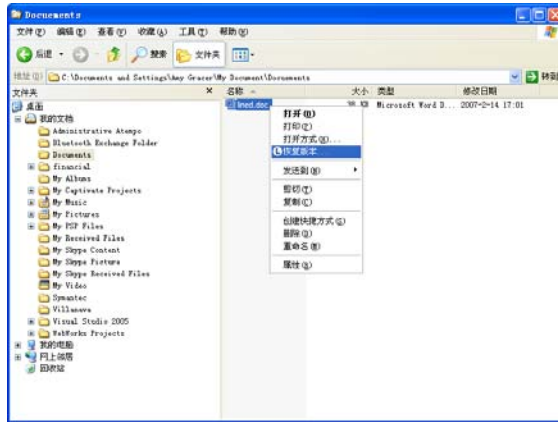 Documents
文件(F) 编辑(E) 查看(V) 收藏(A) 工具(T) 帮助(H)
后退 搜索 文件夹
地址(D) C:\Documents and Settings\Amy Gracer\My Document\Documents 转到
文件夹 × 名称 大小 类型 修改日期
桌面
lined.doc 38 KB Microsoft Word D... 2007-2-14 17:01
我的文档
Administrative Atempo
Bluetooth Exchange Folder
Documents
financial
My Albums
My Captivate Projects
My Music
My Pictures
My PSP Files
My Received Files
My Skype Content
My Skype Pictures
My Skype Received Files
My Video
Symantec
Villanova
Visual Studio 2005
WebWorks Projects
我的电脑
网上邻居
回收站
打开(O)
打印(P)
打开方式(H)...
恢复版本...
发送到(N)
剪切(T)
复制(C)
创建快捷方式(S)
删除(D)
重命名(M)
属性(R)